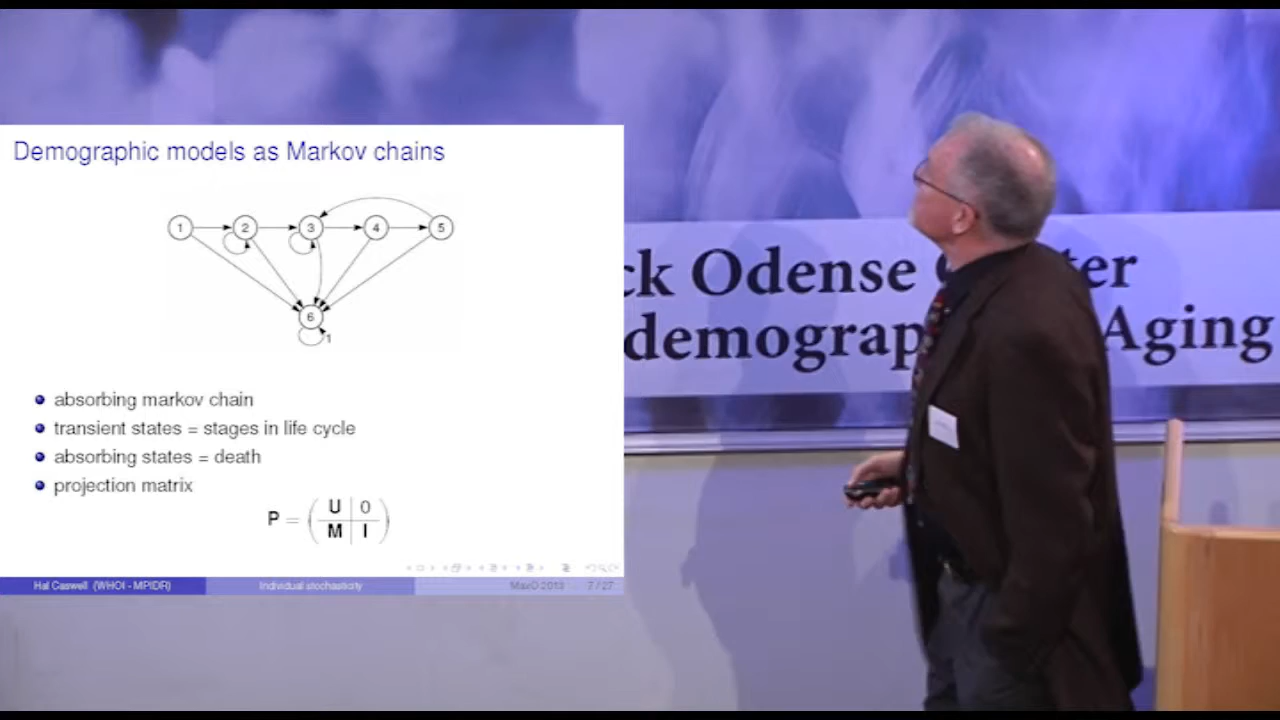 Demographic models as Markov chains
1 2 3 4 5
6
1
absorbing markov chain
transient states = stages in life cycle
absorbing states = death
projection matrix
P = ( U 0
M I )
Hal Caswell (WHOI - MPIDR) Individual stochasticity MaxO 2013 7 / 27
ck Odense ter
demograp Aging